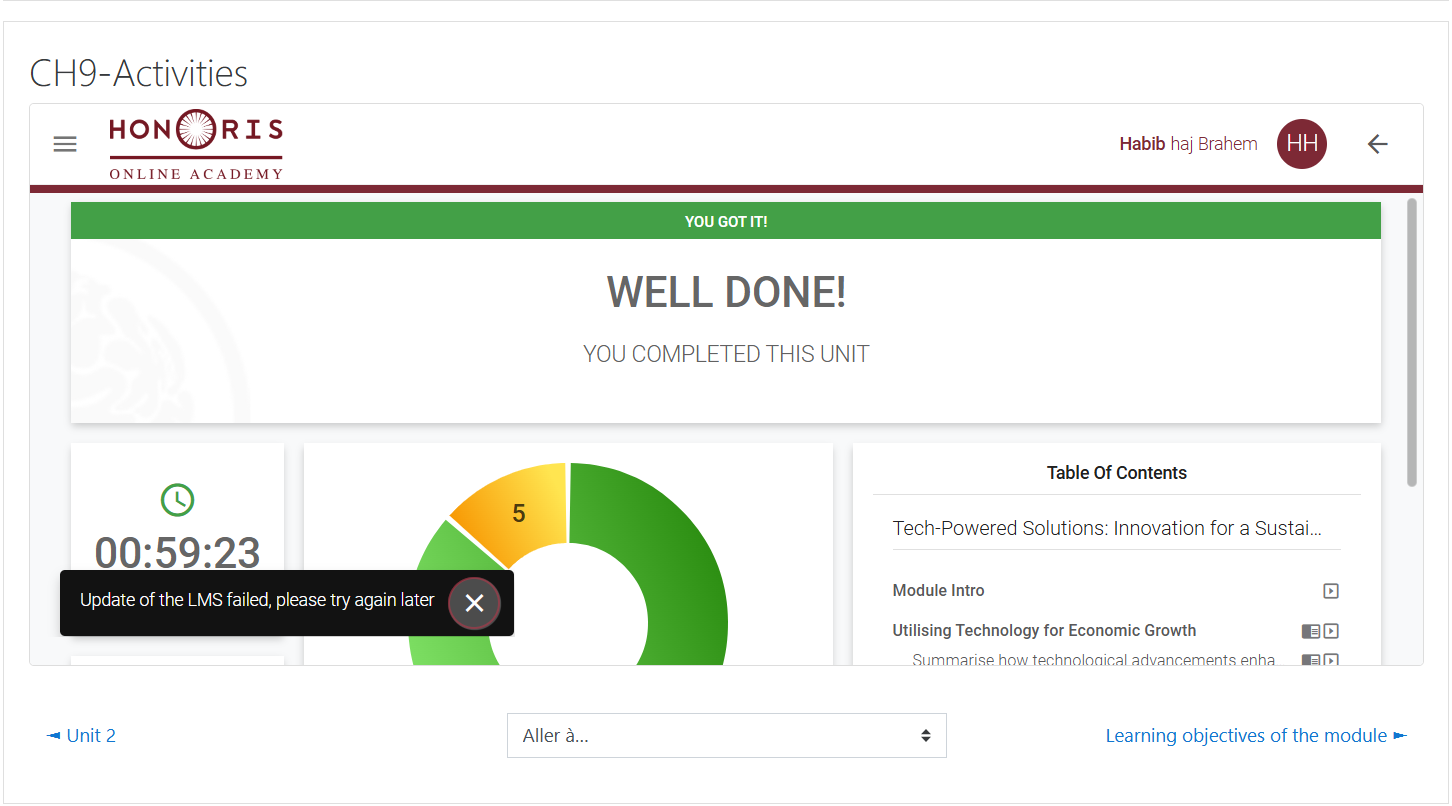 CH9-Activities
HONORIS
ONLINE ACADEMY
Habib haj Brahem
HH
YOU GOT IT!
WELL DONE!
YOU COMPLETED THIS UNIT
00:59:23
5
Update of the LMS failed, please try again later
Table Of Contents
Tech-Powered Solutions: Innovation for a Sustai...
Module Intro
Utilising Technology for Economic Growth
Summarise how technological advancements enha
◄ Unit 2
Aller à...
Learning objectives of the module ►